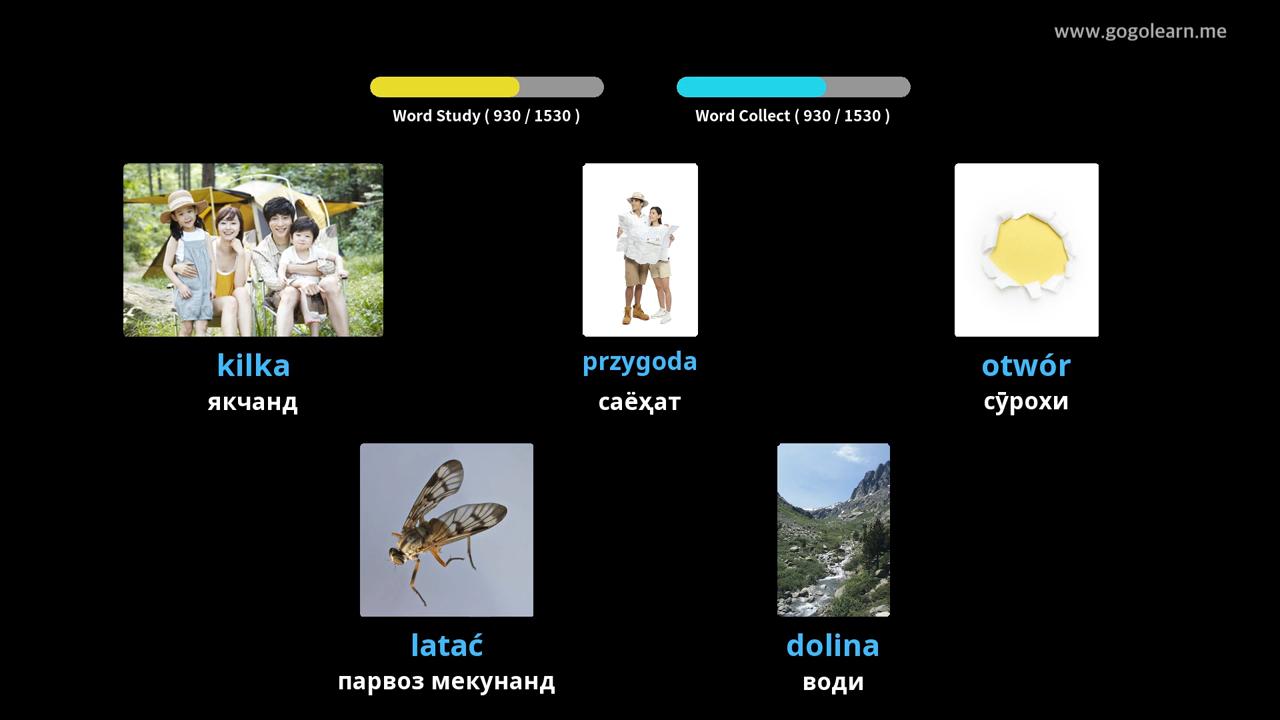 www.gogolearn.me
Word Study ( 930 / 1530 )
Word Collect ( 930 / 1530 )
kilka
якчанд
przygoda
саёҳат
otwór
сӯрохи
latać
парвоз мекунанд
dolina
води